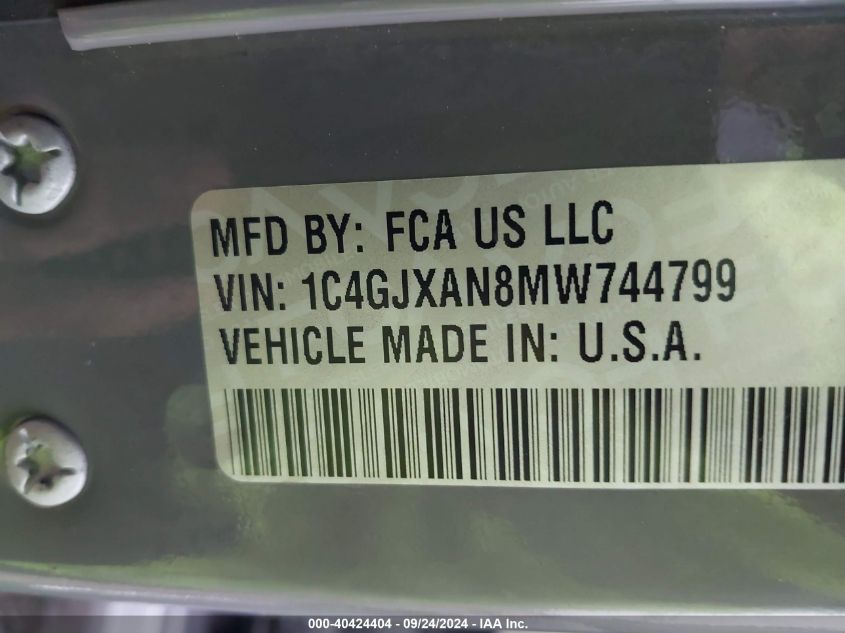 MFD BY: FCA US LLC
VIN: 1C4GJXAN8MW744799
VEHICLE MADE IN: U.S.A.
000-40424404 - 09/24/2024 - IAA Inc.